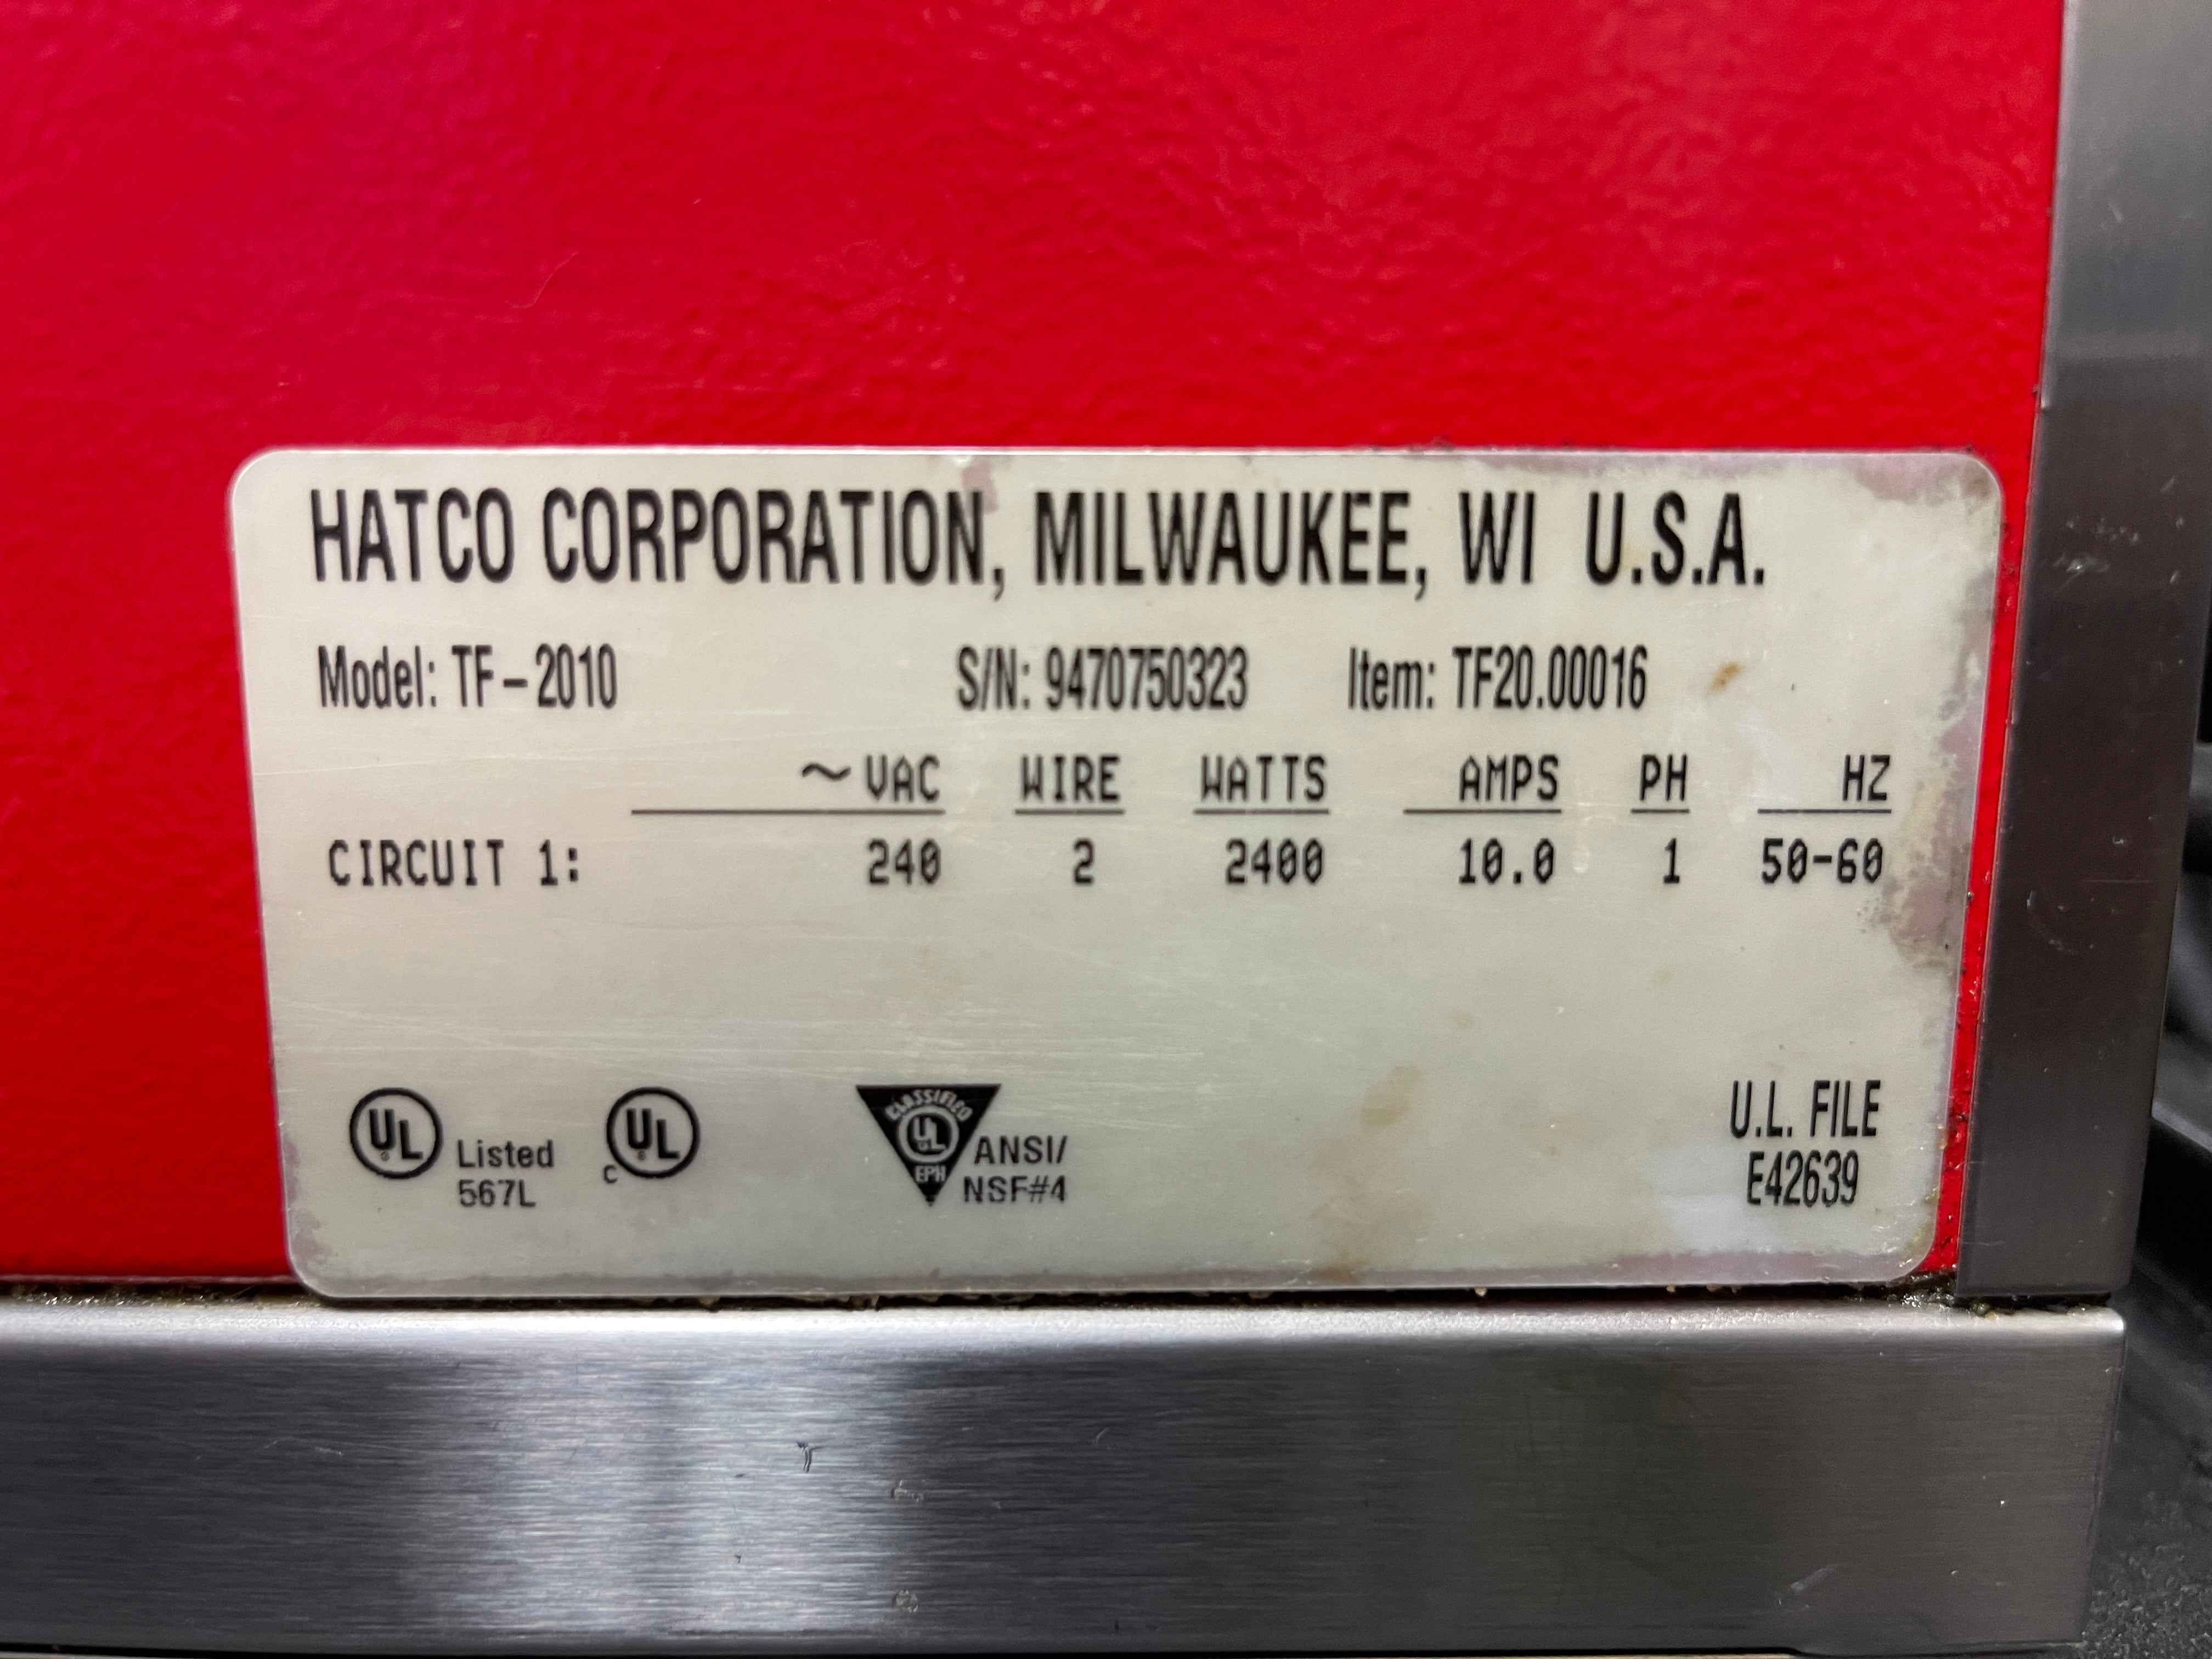 HATCO CORPORATION, MILWAUKEE, WI U.S.A.
Model: TF-2010 S/N: 9470750323 Item: TF20.00016
~VAC WIRE WATTS AMPS PH HZ
CIRCUIT 1: 240 2 2400 10.0 1 50-60
UL Listed 567L
C UL
CLASSIFIED UL EPH ANSI/ NSF#4
U.L. FILE
E42639